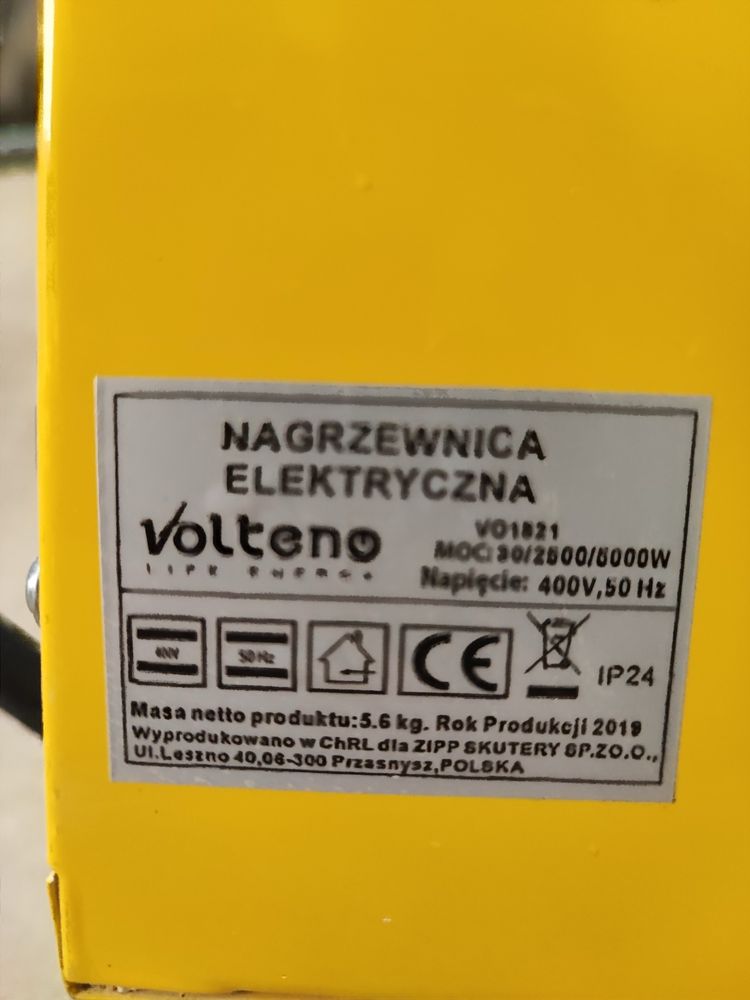 NAGRZEWNICA
ELEKTRYCZNA
Volteno
LIFE ENERGY
VO1821
MOC: 30/2500/5000W
Napięcie: 400V,50 Hz
400V
50 Hz
CE
IP24
Masa netto produktu:5.6 kg. Rok Produkcji 2019
Wyprodukowano w ChRL dla ZIPP SKUTERY SP.ZO.O.,
Ul.Leszno 40,06-300 Przasnysz,POLSKA